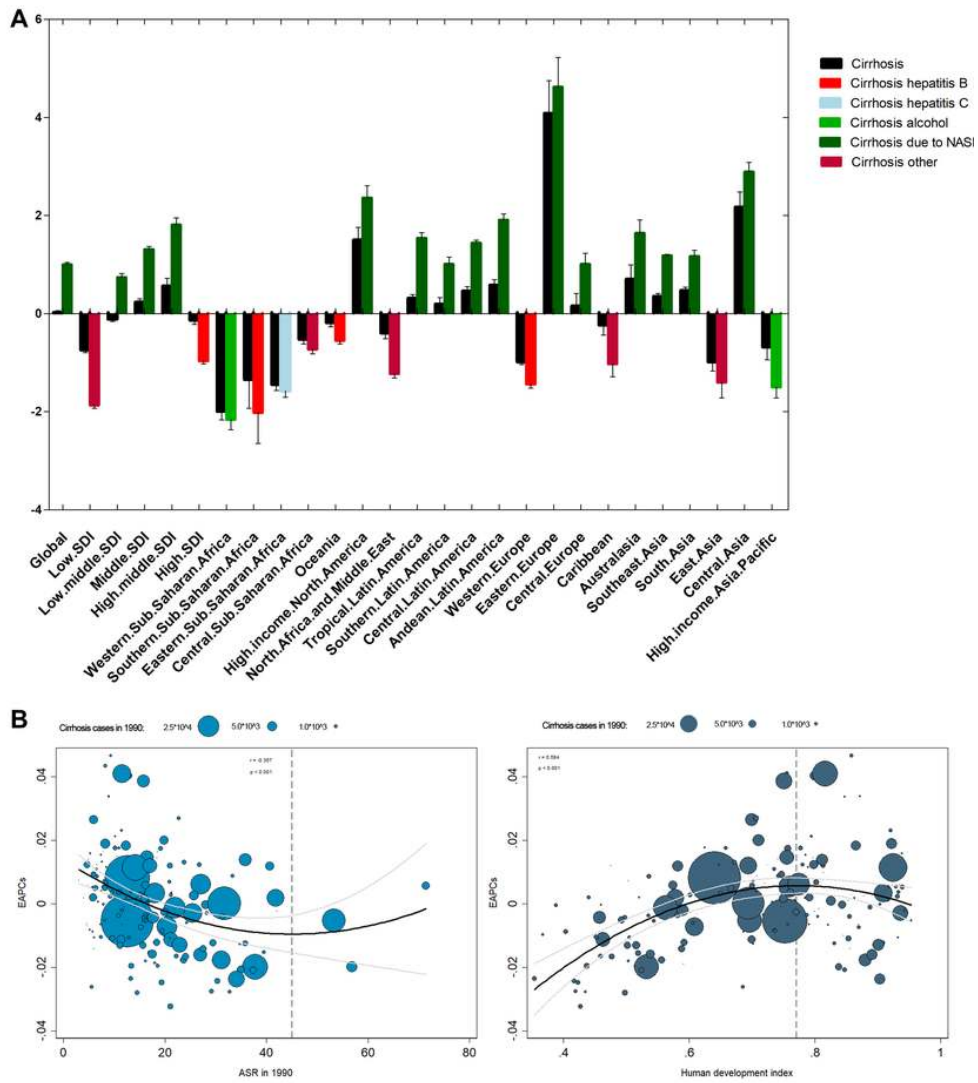 A
6
4
2
0
-2
-4
Cirrhosis
Cirrhosis hepatitis B
Cirrhosis hepatitis C
Cirrhosis alcohol
Cirrhosis due to NASH
Cirrhosis other
Global
Low.SDI
Low.middle.SDI
Middle.SDI
High.middle.SDI
High.SDI
Western.Sub.Saharan.Africa
Southern.Sub.Saharan.Africa
Eastern.Sub.Saharan.Africa
Central.Sub.Saharan.Africa
Oceania
High.income.North.America
North.Africa.and.Middle.East
Tropical.Latin.America
Southern.Latin.America
Central.Latin.America
Andean.Latin.America
Western.Europe
Eastern.Europe
Central.Europe
Caribbean
Australasia
Southeast.Asia
South.Asia
East.Asia
Central.Asia
High.income.Asia.Pacific
B
Cirrhosis cases in 1990: 2.5*10^4 5.0*10^3 1.0*10^3
p < 0.001
EAPCs
.04
.02
0
-.02
-.04
0 20 40 60 80
ASR in 1990
Cirrhosis cases in 1990: 2.5*10^4 5.0*10^3 1.0*10^3
p < 0.001
EAPCs
.04
.02
0
-.02
-.04
.4 .6 .8 1
Human development index